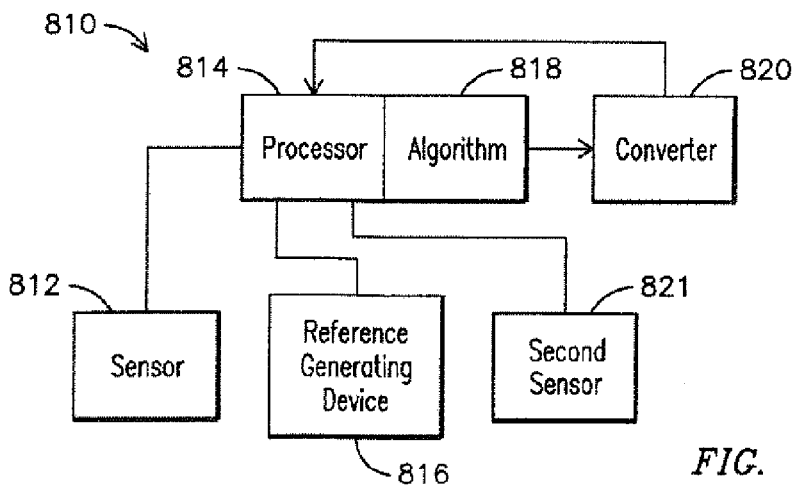 810
814
818
820
Processor
Algorithm
Converter
812
821
Sensor
Reference
Generating
Device
Second
Sensor
816
FIG.